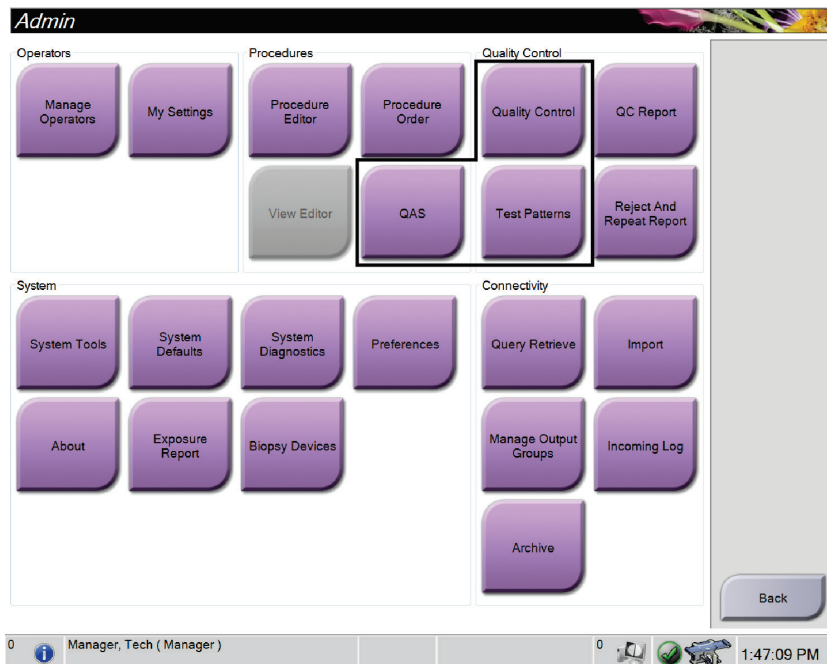 Admin
Operators
Procedures
Quality Control
Manage
Operators
My Settings
Procedure
Editor
Procedure
Order
Quality Control
QC Report
View Editor
QAS
Test Patterns
Reject And
Repeat Report
System
Connectivity
System Tools
System
Defaults
System
Diagnostics
Preferences
Query Retrieve
Import
About
Exposure
Report
Biopsy Devices
Manage Output
Groups
Incoming Log
Archive
Back
0
Manager, Tech ( Manager )
0
1:47:09 PM